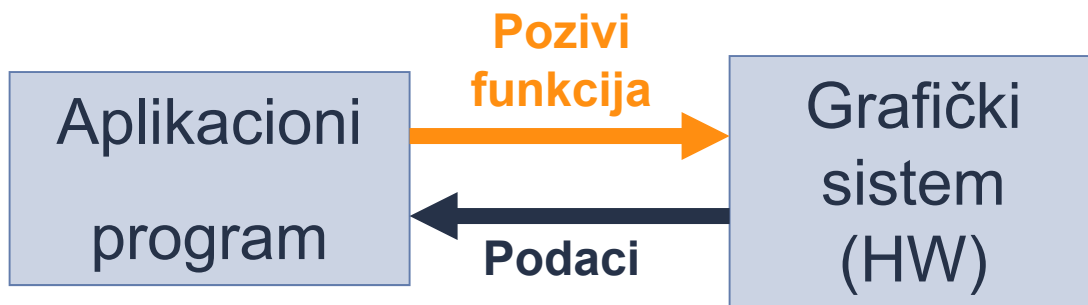 Aplikacioni
program
Pozivi
funkcija
Podaci
Grafički
sistem
(HW)